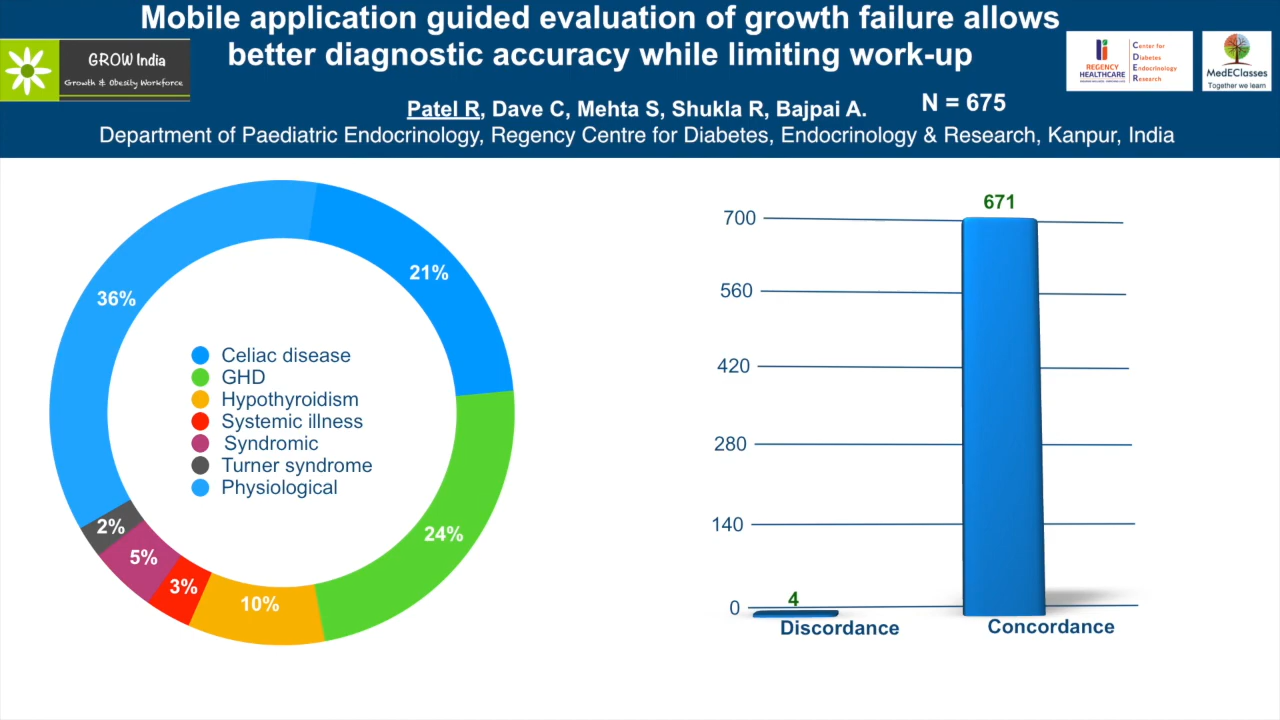 Mobile application guided evaluation of growth failure allows
better diagnostic accuracy while limiting work-up
GROW India
Growth & Obesity Workforce
REGENCY
HEALTHCARE
Center for
Diabetes
Endocrinology
Research
MedEClasses
Together we learn
Patel R, Dave C, Mehta S, Shukla R, Bajpai A.
N = 675
Department of Paediatric Endocrinology, Regency Centre for Diabetes, Endocrinology & Research, Kanpur, India
21%
36%
Celiac disease
GHD
Hypothyroidism
Systemic illness
Syndromic
Turner syndrome
Physiological
2%
24%
5%
3%
10%
671
700
560
420
280
140
0
4
Discordance
Concordance